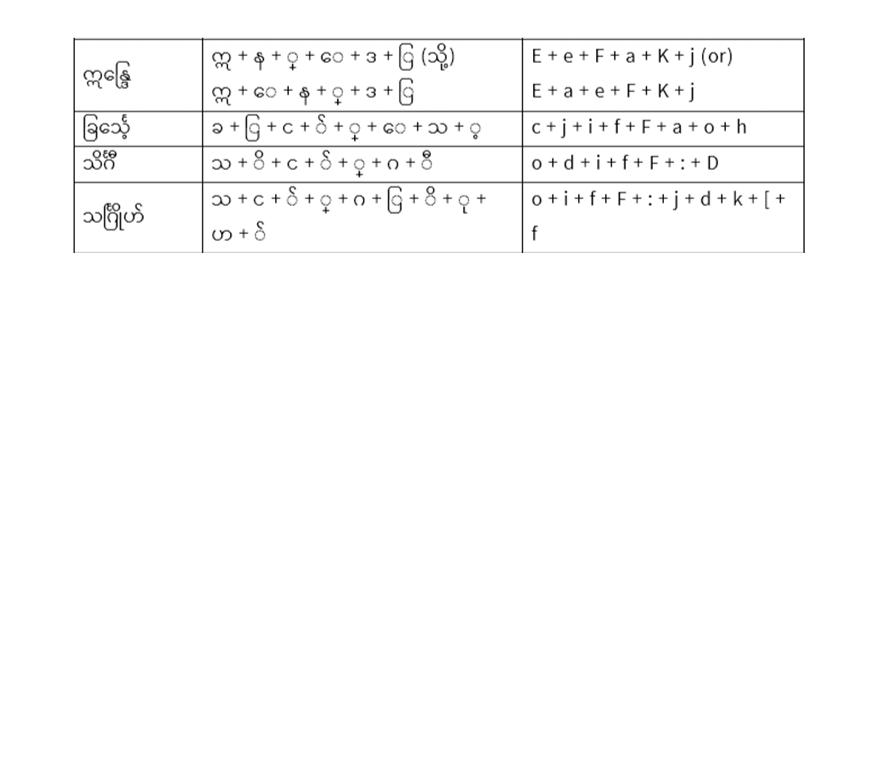 ဣန္ဒြေ
ဣ + န + ္ + ေ + ဒ + ြ (သို့)
ဣ + ေ + န + ္ + ဒ + ြ
E + e + F + a + K + j (or)
E + a + e + F + K + j
ခြင်္သေ့
ခ + ြ + င + ် + ္ + ေ + သ + ့
c + j + i + f + F + a + o + h
သိင်္ဂီ
သ + ိ + င + ် + ္ + ဂ + ီ
o + d + i + f + F + : + D
သင်္ဂြိုဟ်
သ + င + ် + ္ + ဂ + ြ + ိ + ု +
ဟ + ်
o + i + f + F + : + j + d + k + [ +
f